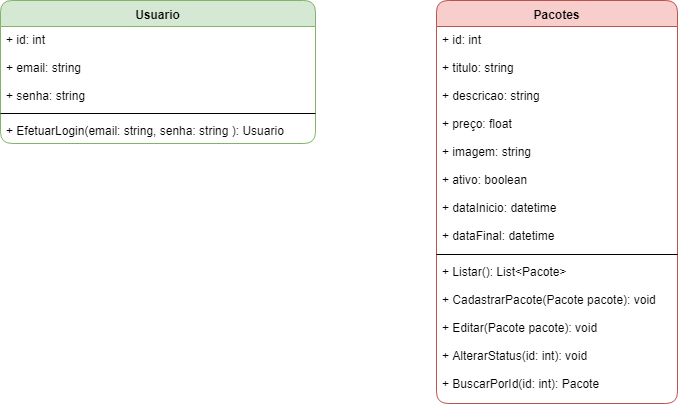 Usuario
+ id: int
+ email: string
+ senha: string
+ EfetuarLogin(email: string, senha: string ): Usuario
Pacotes
+ id: int
+ titulo: string
+ descricao: string
+ preço: float
+ imagem: string
+ ativo: boolean
+ dataInicio: datetime
+ dataFinal: datetime
+ Listar(): List<Pacote>
+ CadastrarPacote(Pacote pacote): void
+ Editar(Pacote pacote): void
+ AlterarStatus(id: int): void
+ BuscarPorId(id: int): Pacote